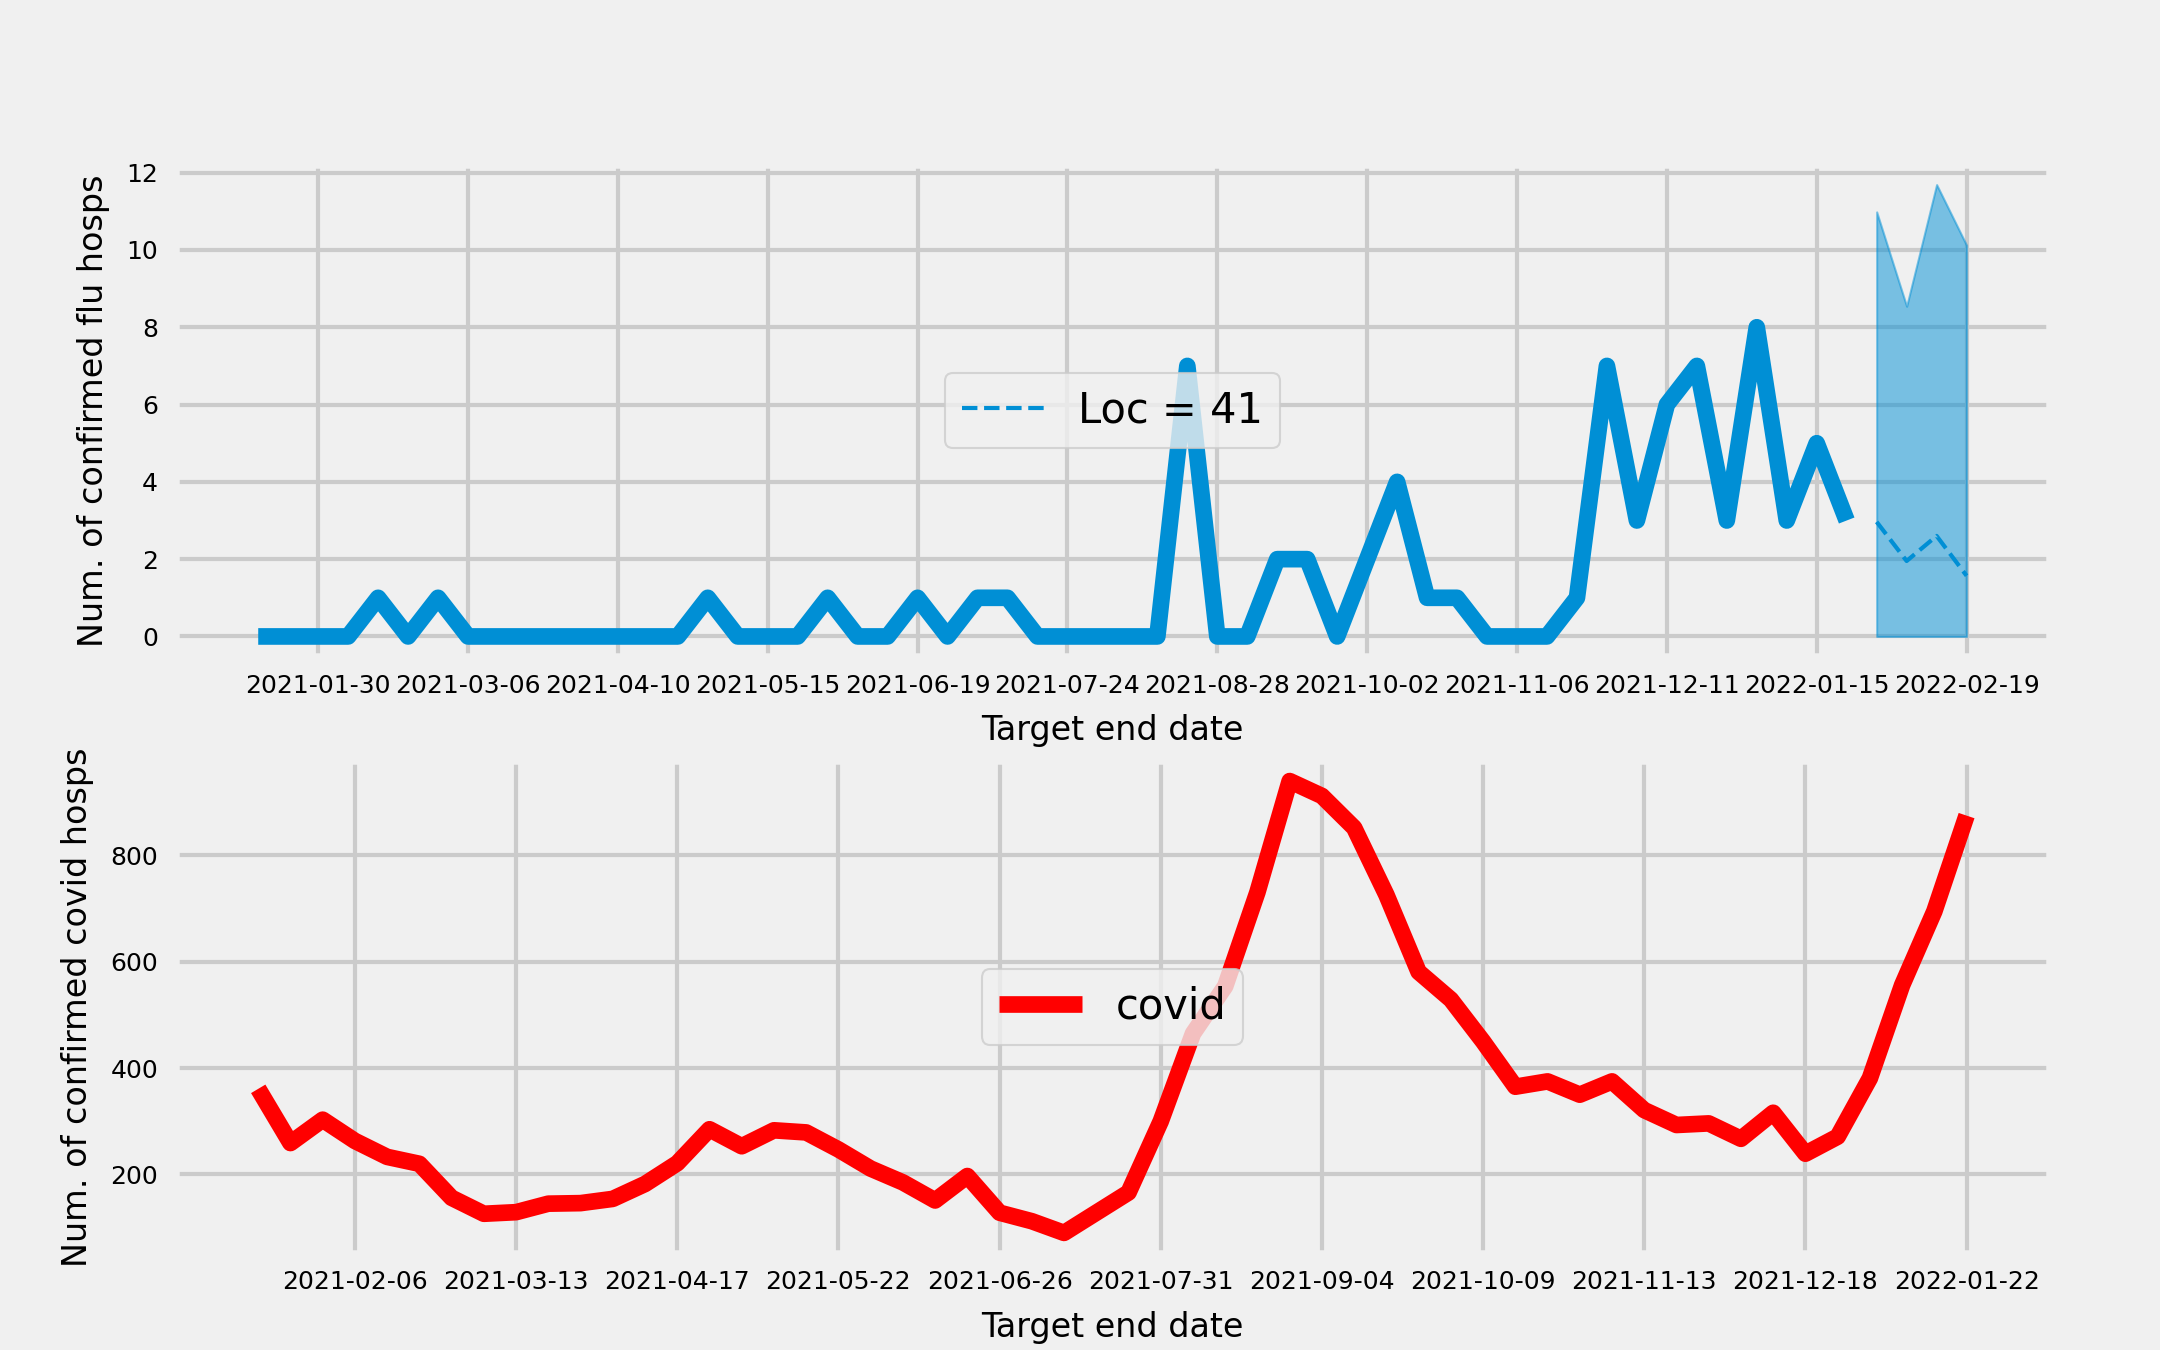 Num. of confirmed flu hosps
12
10
8
6
4
2
0
Loc = 41
2021-01-30 2021-03-06 2021-04-10 2021-05-15 2021-06-19 2021-07-24 2021-08-28 2021-10-02 2021-11-06 2021-12-11 2022-01-15 2022-02-19
Target end date
Num. of confirmed covid hosps
800
600
400
200
covid
2021-02-06 2021-03-13 2021-04-17 2021-05-22 2021-06-26 2021-07-31 2021-09-04 2021-10-09 2021-11-13 2021-12-18 2022-01-22
Target end date